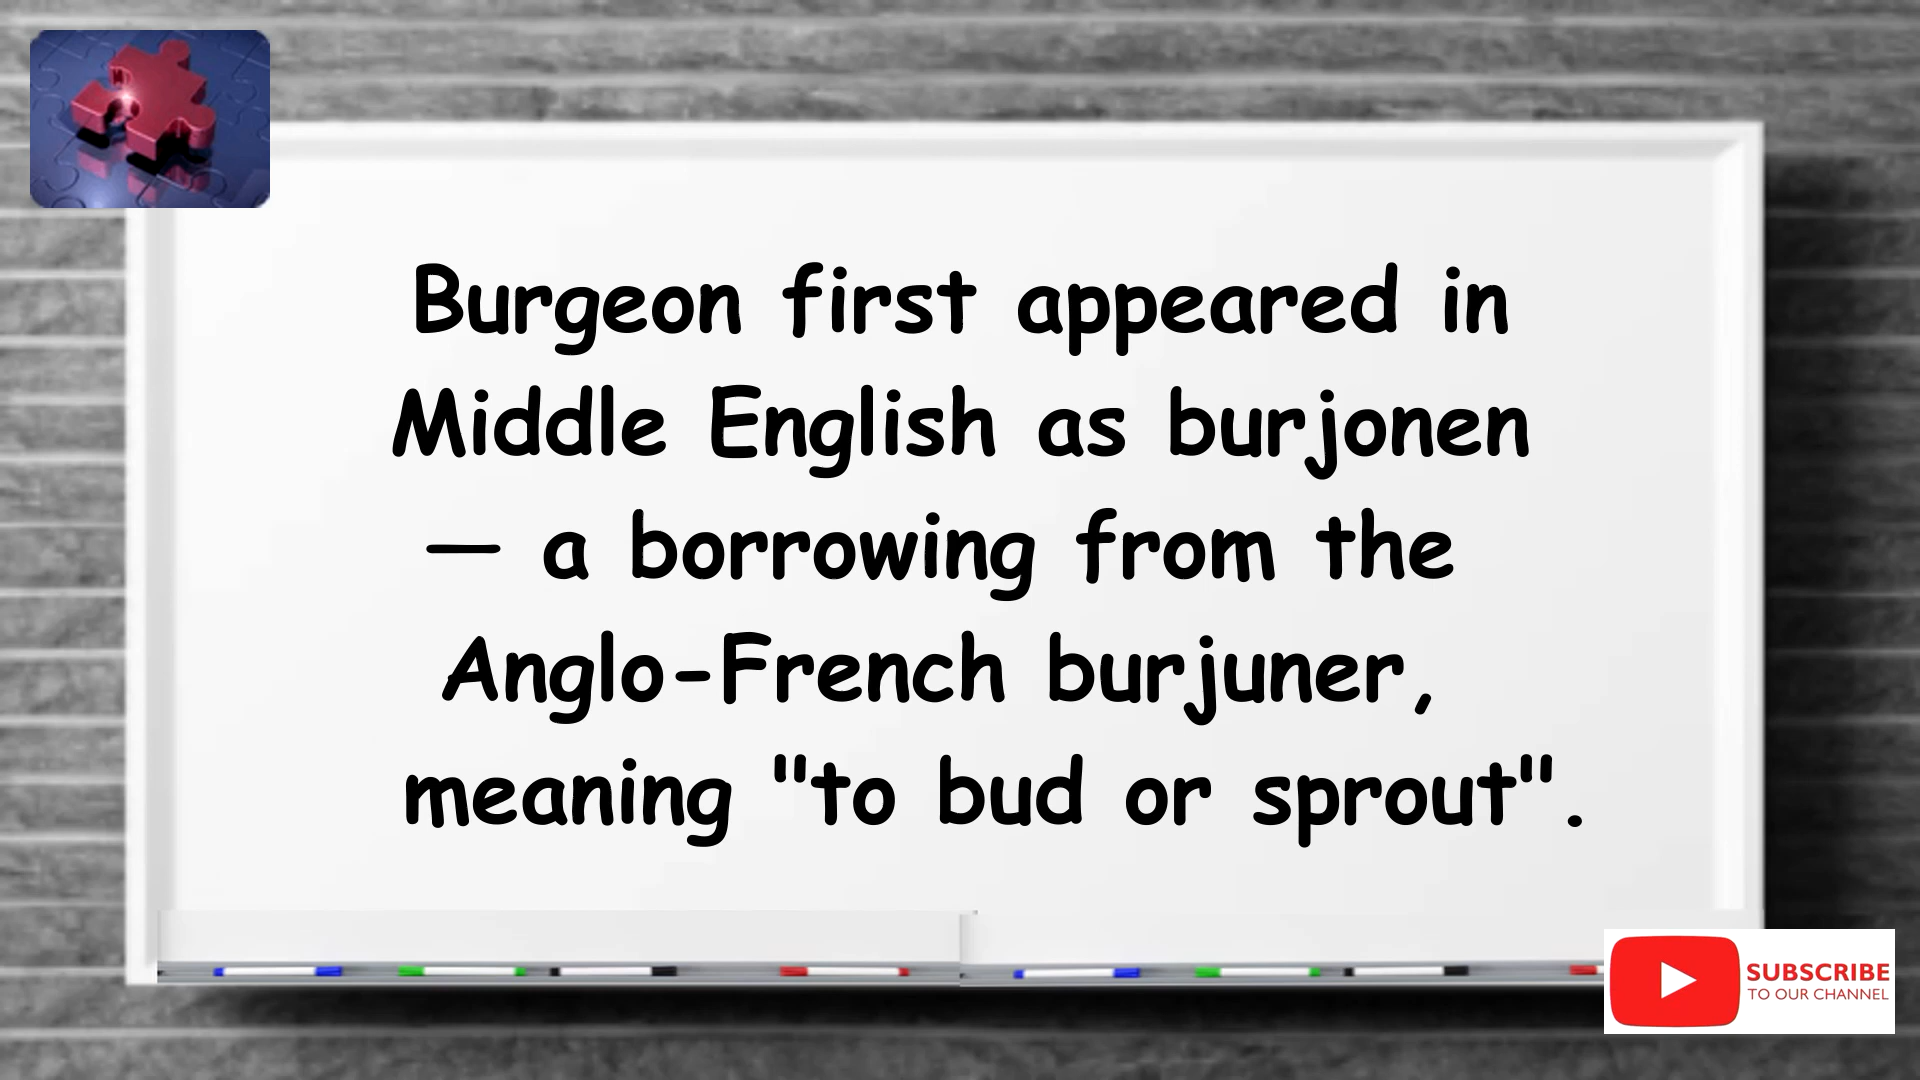 Burgeon first appeared in
Middle English as burjonen
— a borrowing from the
Anglo-French burjuner,
meaning "to bud or sprout".
SUBSCRIBE
TO OUR CHANNEL